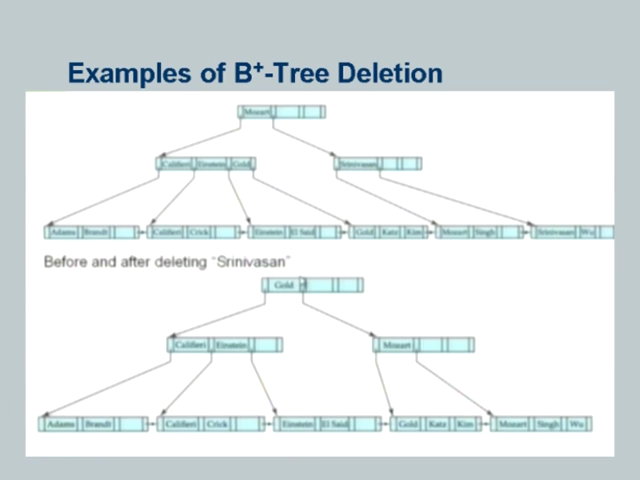 Examples of B+-Tree Deletion
Mozart
Califieri Einstein Gold Srinivasan
Adams Brandt Califieri Crick Einstein El Said Gold Katz Kim Mozart Singh Srinivasan Wu
Before and after deleting "Srinivasan"
Gold
Califieri Einstein Mozart
Adams Brandt Califieri Crick Einstein El Said Gold Katz Kim Mozart Singh Wu